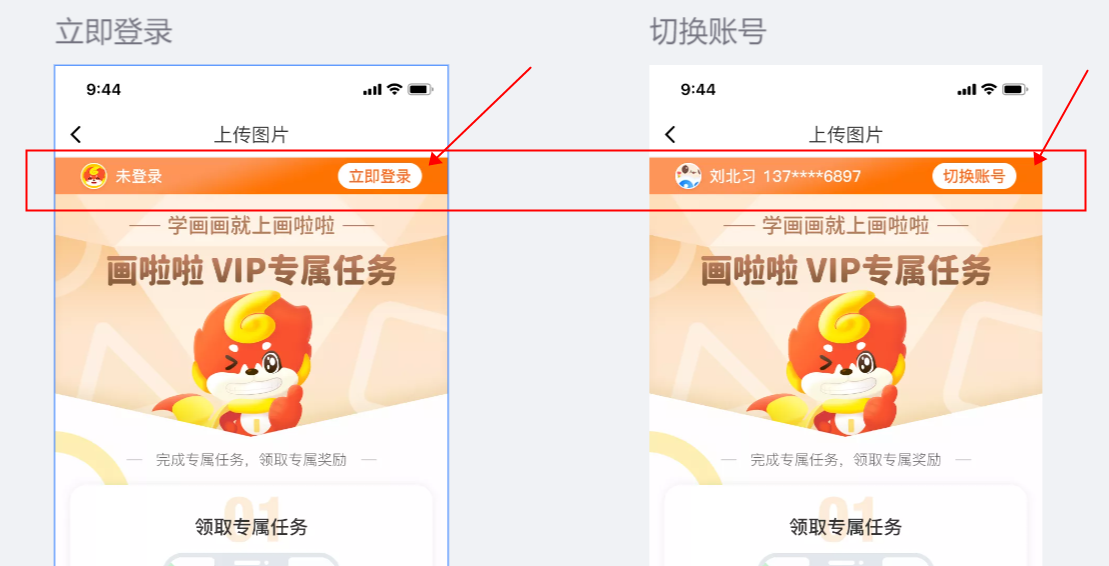 立即登录
9:44
上传图片
未登录
立即登录
学画画就上画啦啦
画啦啦 VIP专属任务
完成专属任务，领取专属奖励
01
领取专属任务
切换账号
9:44
上传图片
刘北习 137****6897
切换账号
学画画就上画啦啦
画啦啦 VIP专属任务
完成专属任务，领取专属奖励
01
领取专属任务